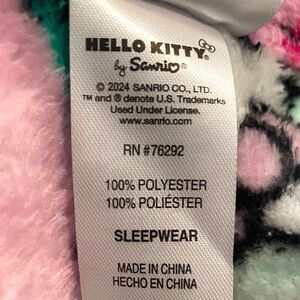 HELLO KITTY®
by Sanrio®
© 2024 SANRIO CO., LTD.
™ and ® denote U.S. Trademarks
Used Under License.
www.sanrio.com
RN #76292
100% POLYESTER
100% POLIÉSTER
SLEEPWEAR
MADE IN CHINA
HECHO EN CHINA